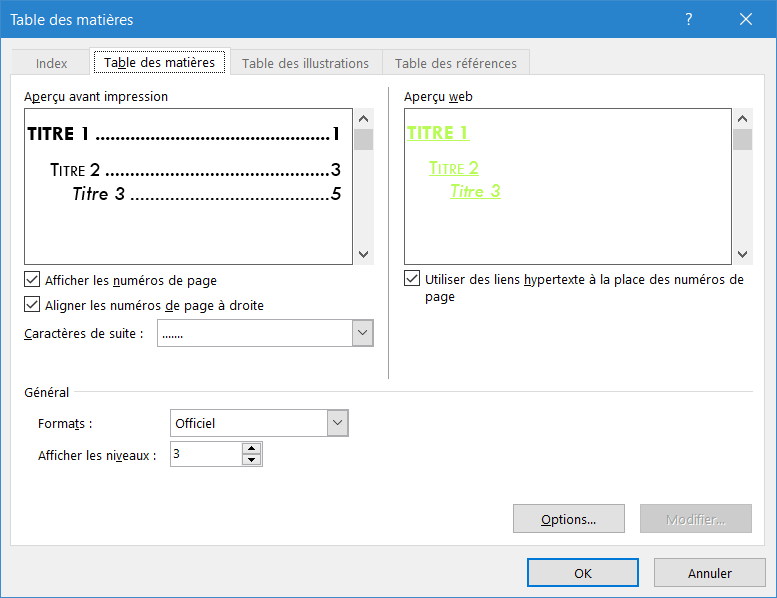 Table des matières ?
Index Table des matières Table des illustrations Table des références
Aperçu avant impression
TITRE 1 ........................................1
TITRE 2 ........................................3
Titre 3 ........................................5
Afficher les numéros de page
Aligner les numéros de page à droite
Caractères de suite : .......
Aperçu web
TITRE 1
TITRE 2
Titre 3
Utiliser des liens hypertexte à la place des numéros de
page
Général
Formats : Officiel
Afficher les niveaux : 3
Options... Modifier...
OK Annuler